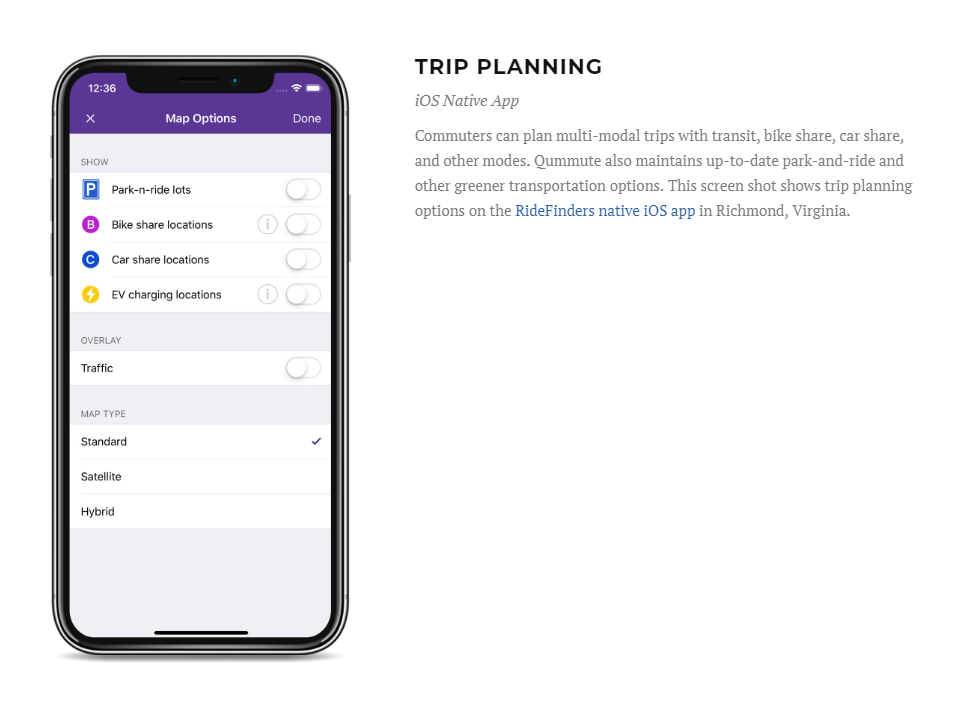 12:36
Map Options
Done
SHOW
P Park-n-ride lots
B Bike share locations i
C Car share locations
EV charging locations i
OVERLAY
Traffic
MAP TYPE
Standard
Satellite
Hybrid
TRIP PLANNING
iOS Native App
Commuters can plan multi-modal trips with transit, bike share, car share,
and other modes. Qummute also maintains up-to-date park-and-ride and
other greener transportation options. This screen shot shows trip planning
options on the RideFinders native iOS app in Richmond, Virginia.